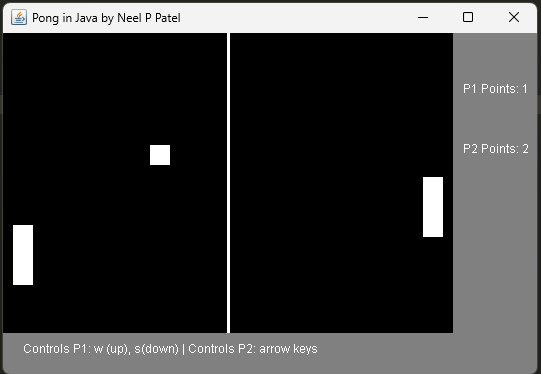 Pong in Java by Neel P Patel
P1 Points: 1
P2 Points: 2
Controls P1: w (up), s(down) | Controls P2: arrow keys